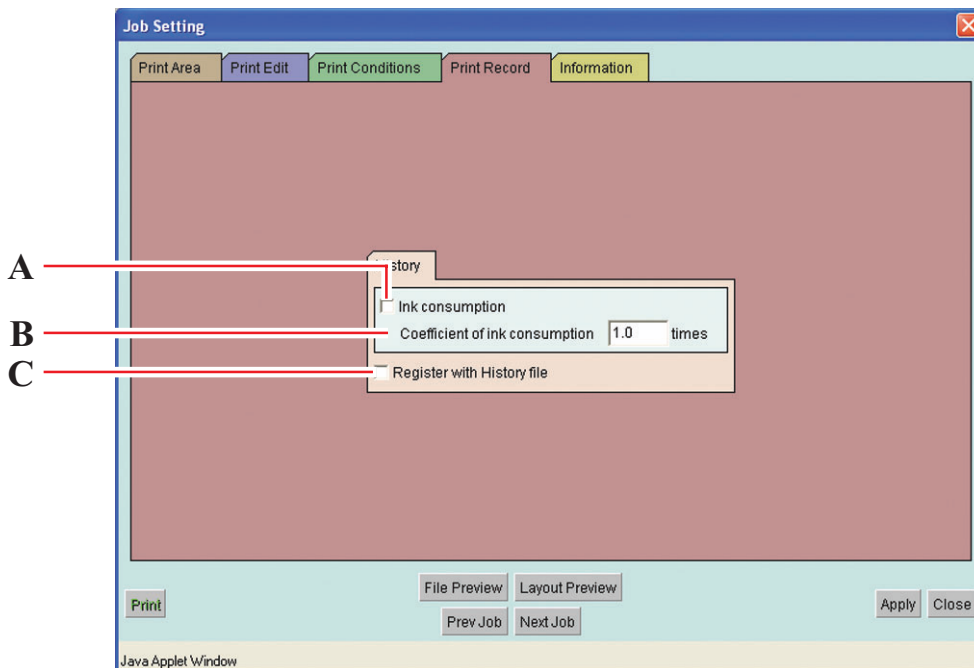 Job Setting
Print Area Print Edit Print Conditions Print Record Information
A
History
Ink consumption
B
Coefficient of ink consumption 1.0 times
C
Register with History file
File Preview Layout Preview
Print
Apply Close
Prev Job Next Job
Java Applet Window